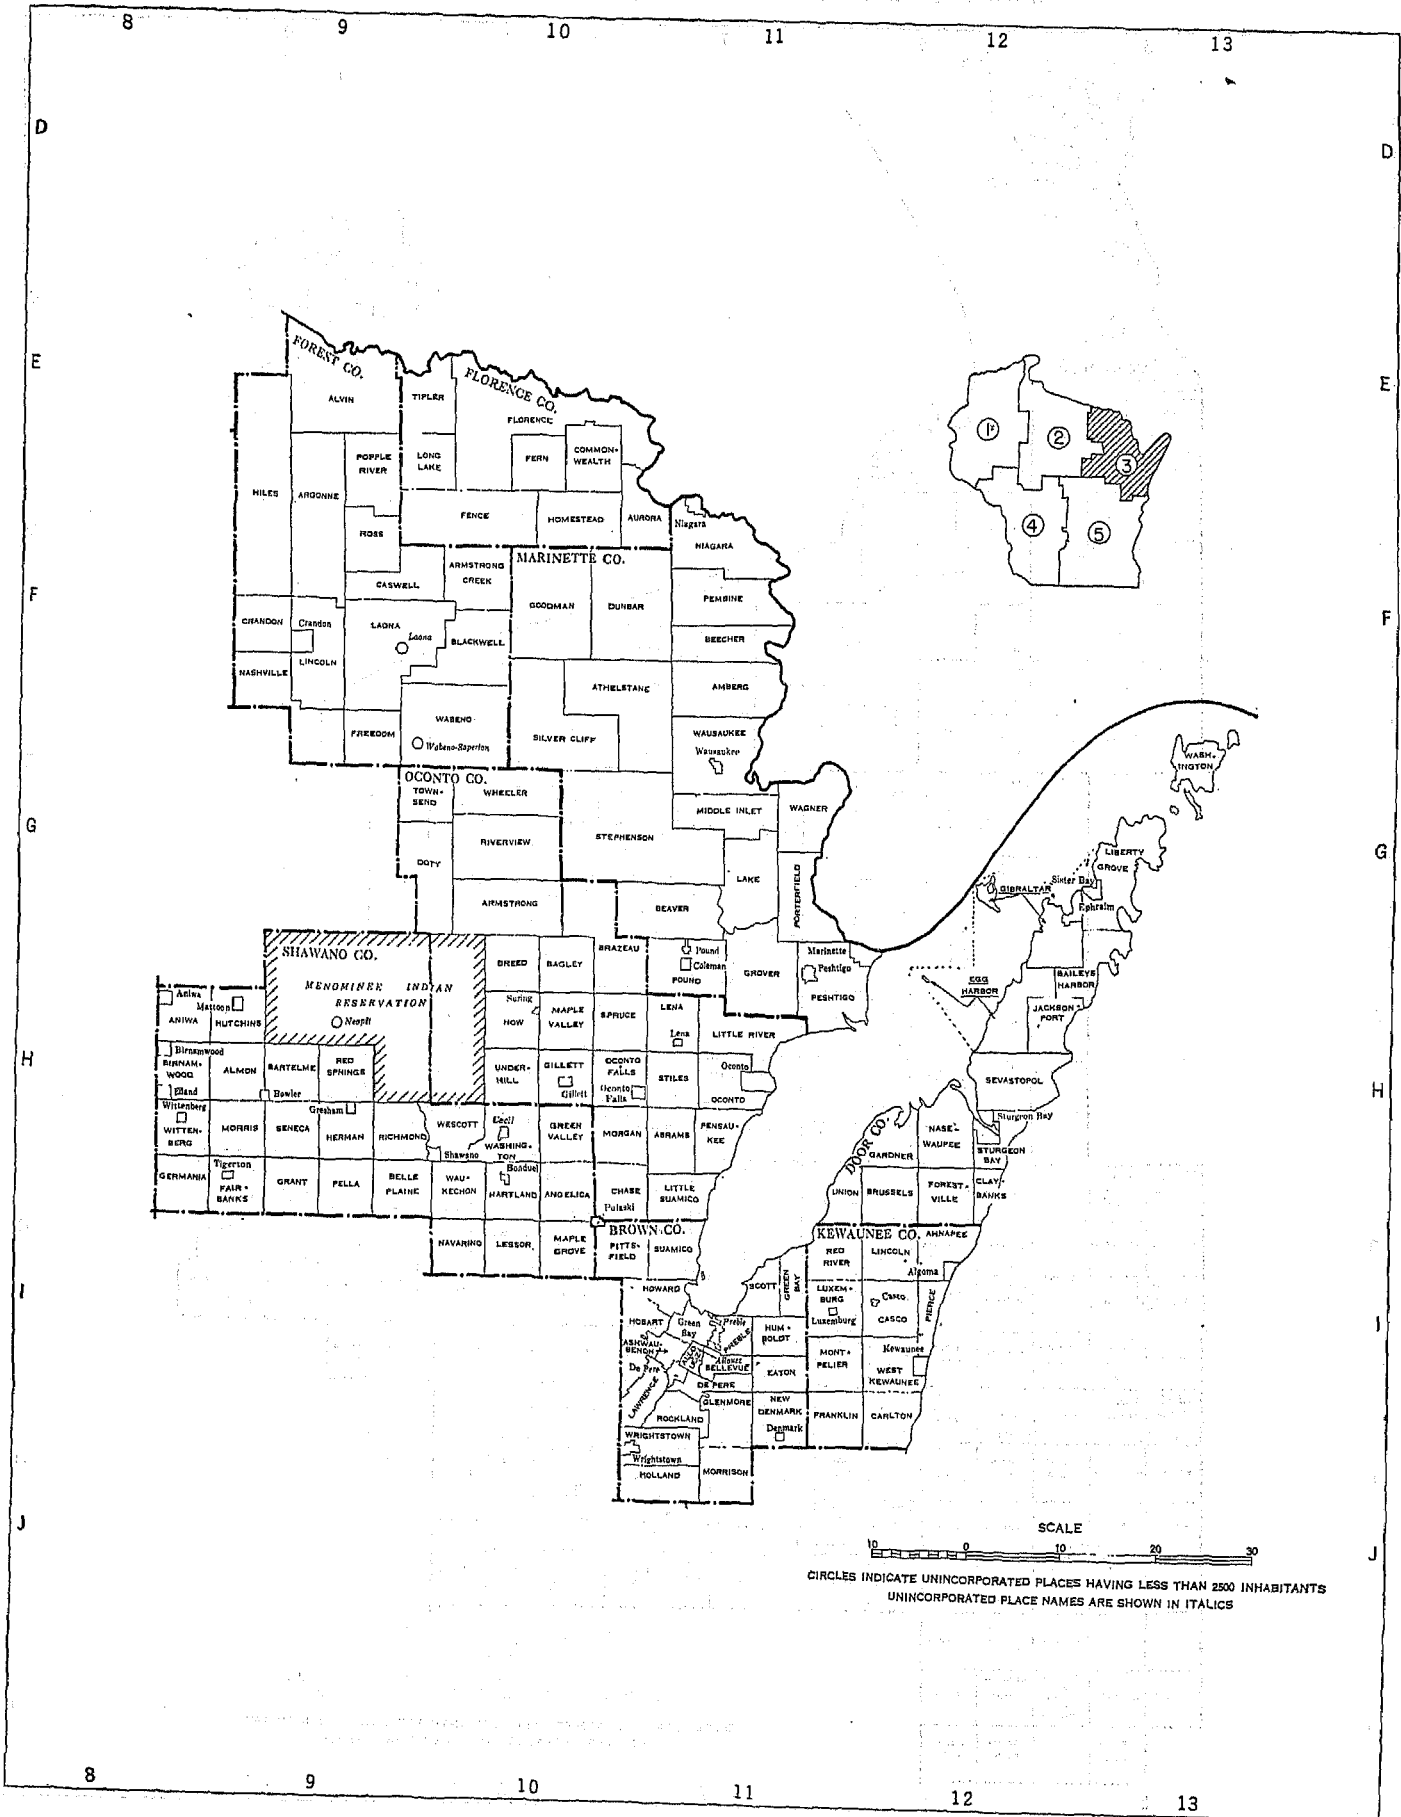 8 9 10 11 12 13
D D
E E
FOREST CO.
FLORENCE CO.
ALVIN
TIPLER
FLORENCE
POPPLE
RIVER
LONG
LAKE
FERN
COMMON-
WEALTH
HILES
ARGONNE
FENCE
HOMESTEAD
AURORA
ROSS
Niagara
NIAGARA
1
2
3
4
5
MARINETTE CO.
ARMSTRONG
CREEK
CASWELL
GOODMAN
DUNBAR
PEMBINE
F F
CRANDON
Crandon
LAONA
Laona
BLACKWELL
BEECHER
NASHVILLE
LINCOLN
ATHELSTANE
AMBERG
WABENO
FREEDOM
Wabeno-Soperton
SILVER CLIFF
WAUSAUKEE
Wausaukee
WASH-
INGTON
OCONTO CO.
TOWN-
SEND
WHEELER
MIDDLE INLET
WAGNER
G G
RIVERVIEW
STEPHENSON
DOTY
LAKE
PORTERFIELD
LIBERTY
GROVE
Sister Bay
GIBRALTAR
Ephraim
ARMSTRONG
BEAVER
SHAWANO CO.
BREED
BAGLEY
BRAZEAU
Pound
Coleman
POUND
GROVER
Marinette
Peshtigo
PESHTIGO
EGG
HARBOR
BAILEYS
HARBOR
JACKSON-
PORT
MENOMINEE INDIAN
RESERVATION
Neopit
Aniwa
Mattoon
ANIWA
HUTCHINS
Suring
HOW
MAPLE
VALLEY
SPRUCE
LENA
Lena
LITTLE RIVER
H H
Birnamwood
BIRNAM-
WOOD
ALMON
BARTELME
RED
SPRINGS
UNDER-
HILL
GILLETT
Gillett
OCONTO
FALLS
Oconto
Falls
STILES
Oconto
OCONTO
SEVASTOPOL
Eland
Bowler
Wittenberg
WITTEN-
BERG
MORRIS
SENECA
Gresham
HERMAN
RICHMOND
WESCOTT
Shawano
Cecil
WASHING-
TON
GREEN
VALLEY
MORGAN
ABRAMS
PENSAU-
KEE
DOOR CO.
GARDNER
NASE-
WAUPEE
Sturgeon Bay
STURGEON
BAY
GERMANIA
Tigerton
FAIR-
BANKS
GRANT
PELLA
BELLE
PLAINE
WAU-
KECHON
Bonduel
HARTLAND
ANGELICA
CHASE
Pulaski
LITTLE
SUAMICO
UNION
BRUSSELS
FOREST-
VILLE
CLAY-
BANKS
NAVARINO
LESSOR
MAPLE
GROVE
BROWN CO.
PITTS-
FIELD
SUAMICO
KEWAUNEE CO.
AHNAPEE
RED
RIVER
LINCOLN
Algoma
I I
HOWARD
SCOTT
GREEN
BAY
LUXEM-
BURG
Luxemburg
Casco
CASCO
PIERCE
HOBART
Green
Bay
Preble
PREBLE
HUM-
BOLDT
ASHWAU-
BENON
ALLOUEZ
Allouez
BELLEVUE
De Pere
DE PERE
EATON
MONT-
PELIER
Kewaunee
WEST
KEWAUNEE
LAWRENCE
GLENMORE
ROCKLAND
NEW
DENMARK
Denmark
FRANKLIN
CARLTON
WRIGHTSTOWN
Wrightstown
HOLLAND
MORRISON
J J
SCALE
10 0 10 20 30
CIRCLES INDICATE UNINCORPORATED PLACES HAVING LESS THAN 2500 INHABITANTS
UNINCORPORATED PLACE NAMES ARE SHOWN IN ITALICS
8 9 10 11 12 13